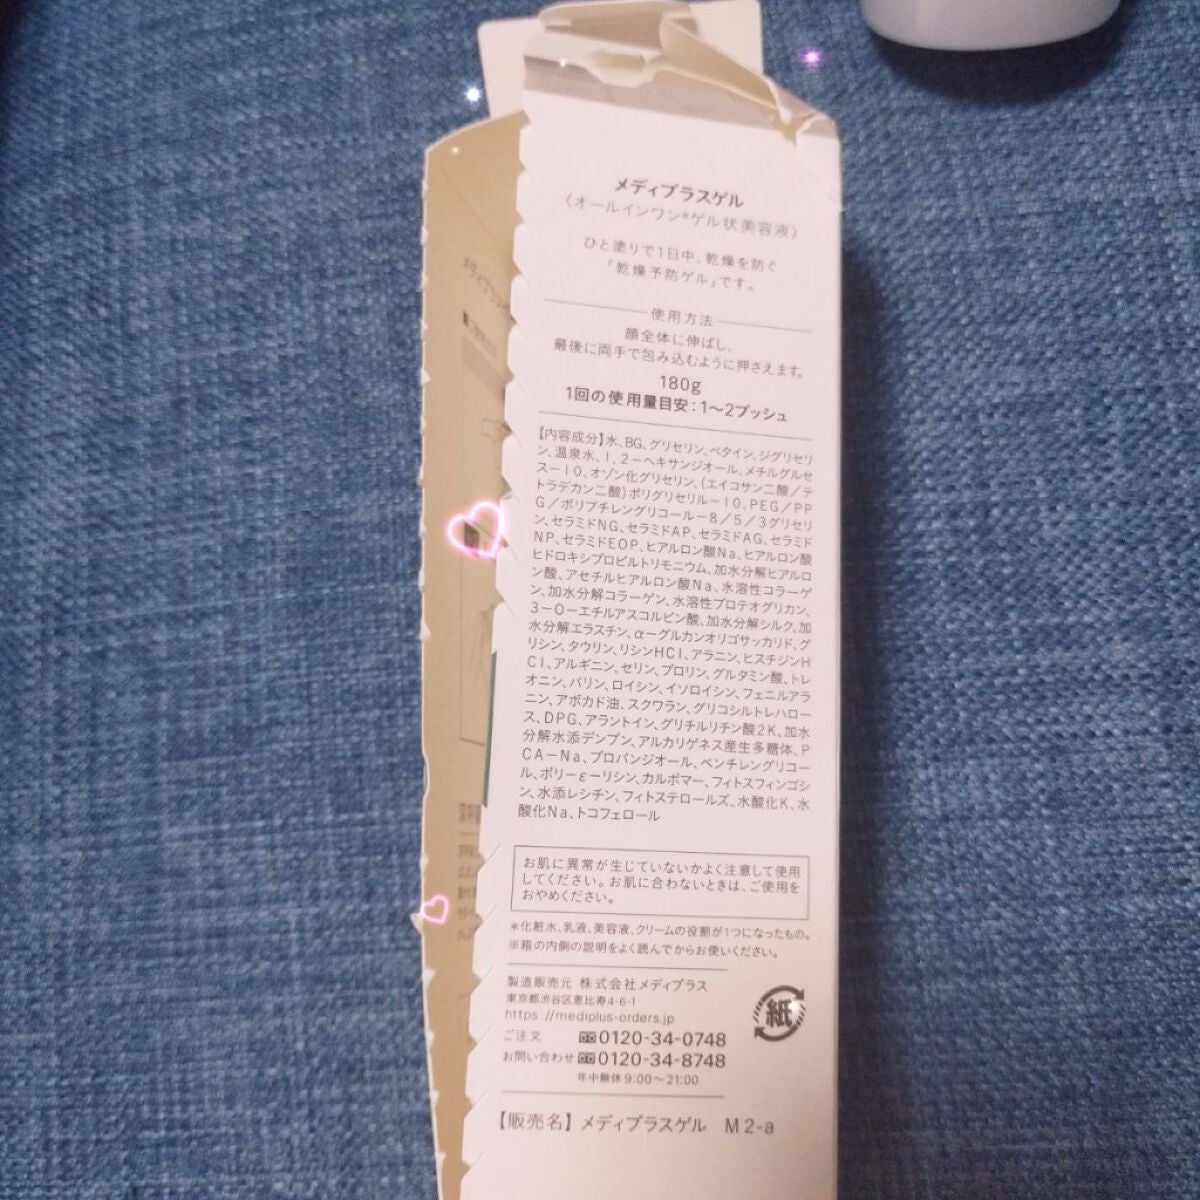 メディプラスゲル
〈オールインワン*ゲル状美容液〉
ひと塗りで1日中、乾燥を防ぐ
「乾燥予防ゲル」です。
使用方法
顔全体に伸ばし、
最後に両手で包み込むように押さえます。
180g
1回の使用量目安：1～2プッシュ
【内容成分】水、BG、グリセリン、ベタイン、ジグリセリ
ン、温泉水、1，2－ヘキサンジオール、メチルグルセ
ス－10、オゾン化グリセリン、(エイコサン二酸／テ
トラデカン二酸)ポリグリセリル－10、PEG／PP
G／ポリブチレングリコール－8／5／3グリセリ
ン、セラミドNG、セラミドAP、セラミドAG、セラミド
NP、セラミドEOP、ヒアルロン酸Na、ヒアルロン酸
ヒドロキシプロピルトリモニウム、加水分解ヒアルロ
ン酸、アセチルヒアルロン酸Na、水溶性コラーゲ
ン、加水分解コラーゲン、水溶性プロテオグリカン、
3－O－エチルアスコルビン酸、加水分解シルク、加
水分解エラスチン、α－グルカンオリゴサッカリド、グ
リシン、タウリン、リシンHCl、アラニン、ヒスチジンH
Cl、アルギニン、セリン、プロリン、グルタミン酸、トレ
オニン、バリン、ロイシン、イソロイシン、フェニルアラ
ニン、アボカド油、スクワラン、グリコシルトレハロー
ス、DPG、アラントイン、グリチルリチン酸2K、加水
分解水添デンプン、アルカリゲネス産生多糖体、P
CA－Na、プロパンジオール、ペンチレングリコー
ル、ポリ－ε－リシン、カルボマー、フィトスフィンゴシ
ン、水添レシチン、フィトステロールズ、水酸化K、水
酸化Na、トコフェロール
お肌に異常が生じていないかよく注意して使用
してください。お肌に合わないときは、ご使用を
おやめください。
*化粧水、乳液、美容液、クリームの役割が1つになったもの。
※箱の内側の説明をよく読んでからお使いください。
製造販売元 株式会社メディプラス
東京都渋谷区恵比寿4-6-1
https://mediplus-orders.jp
ご注文 0120-34-0748
お問い合わせ 0120-34-8748
年中無休 9:00～21:00
紙
【販売名】メディプラスゲル M2-a